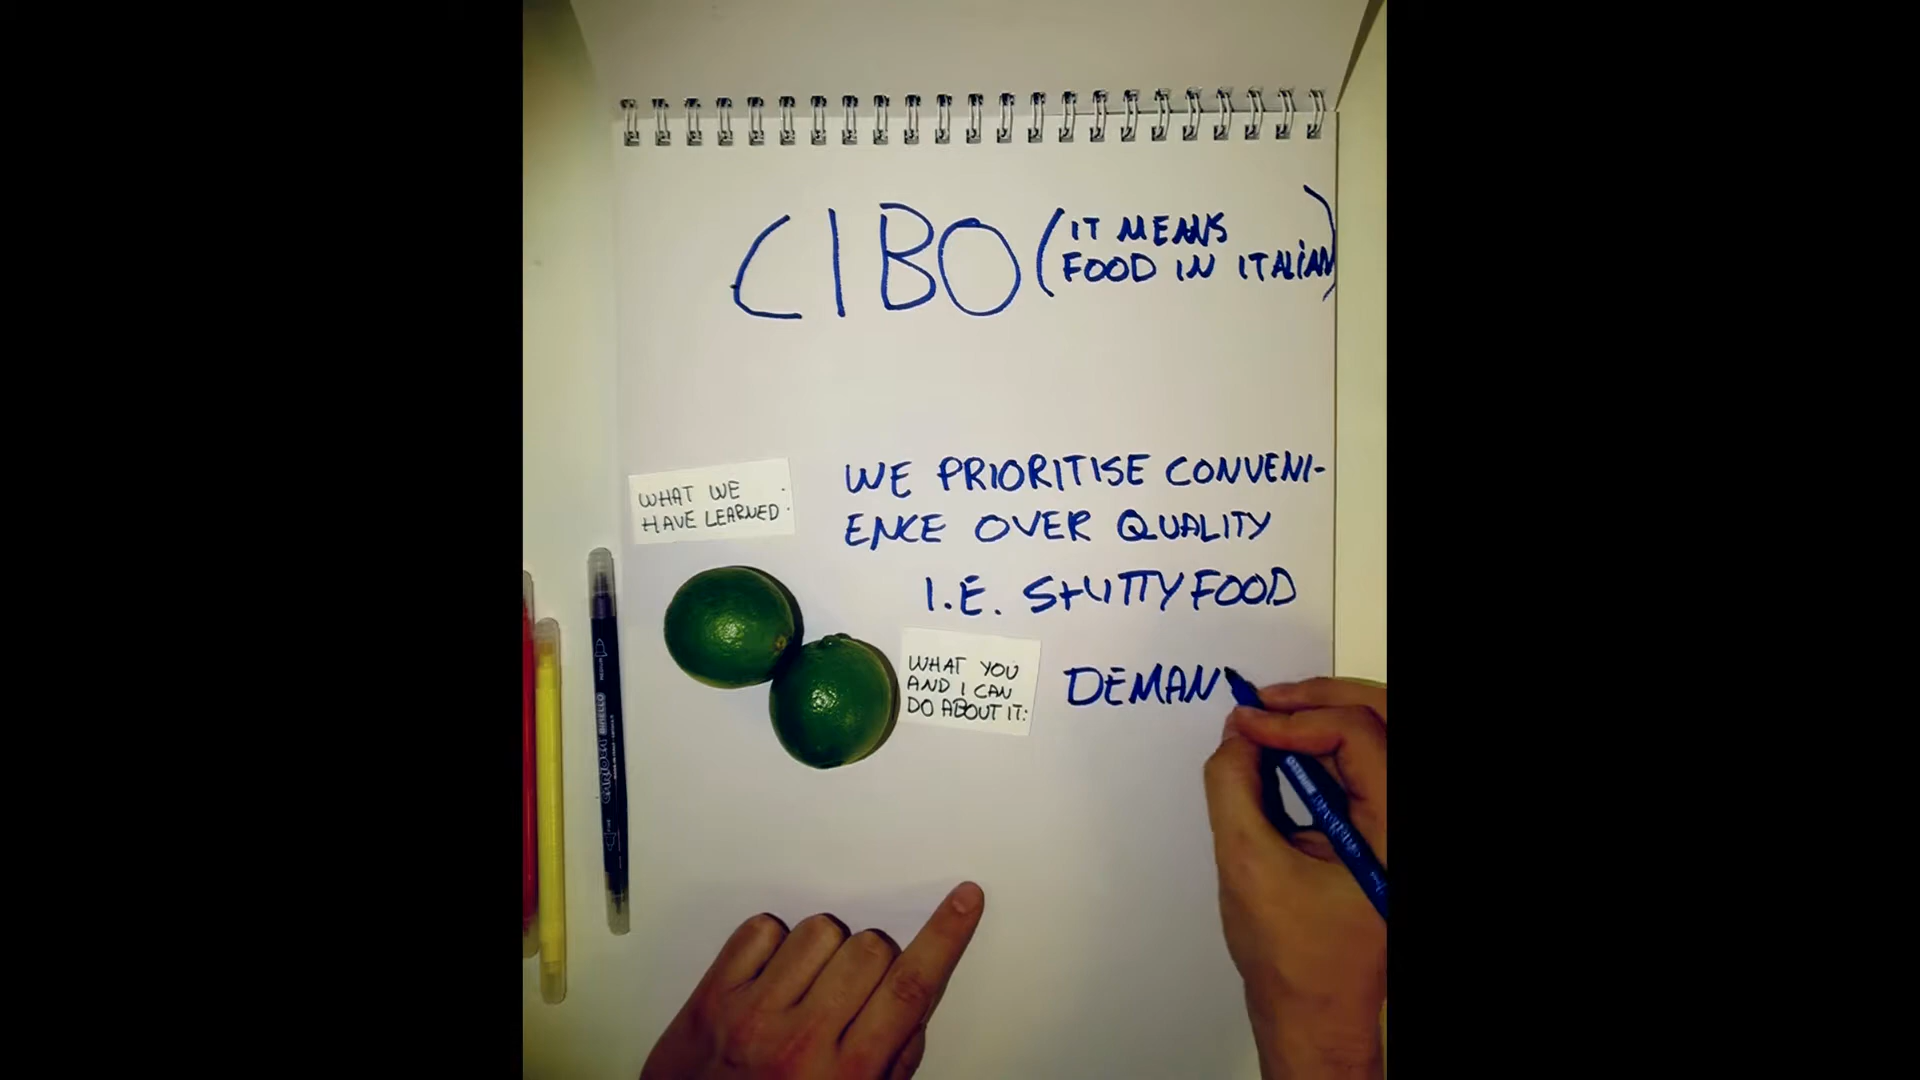 CIBO (IT MEANS
FOOD IN ITALiAN)
WHAT WE
HAVE LEARNED:
WE PRIORITISE CONVENI-
ENCE OVER QUALITY
I.E. SHITTY FOOD
WHAT YOU
AND I CAN
DO ABOUT IT:
DEMAN